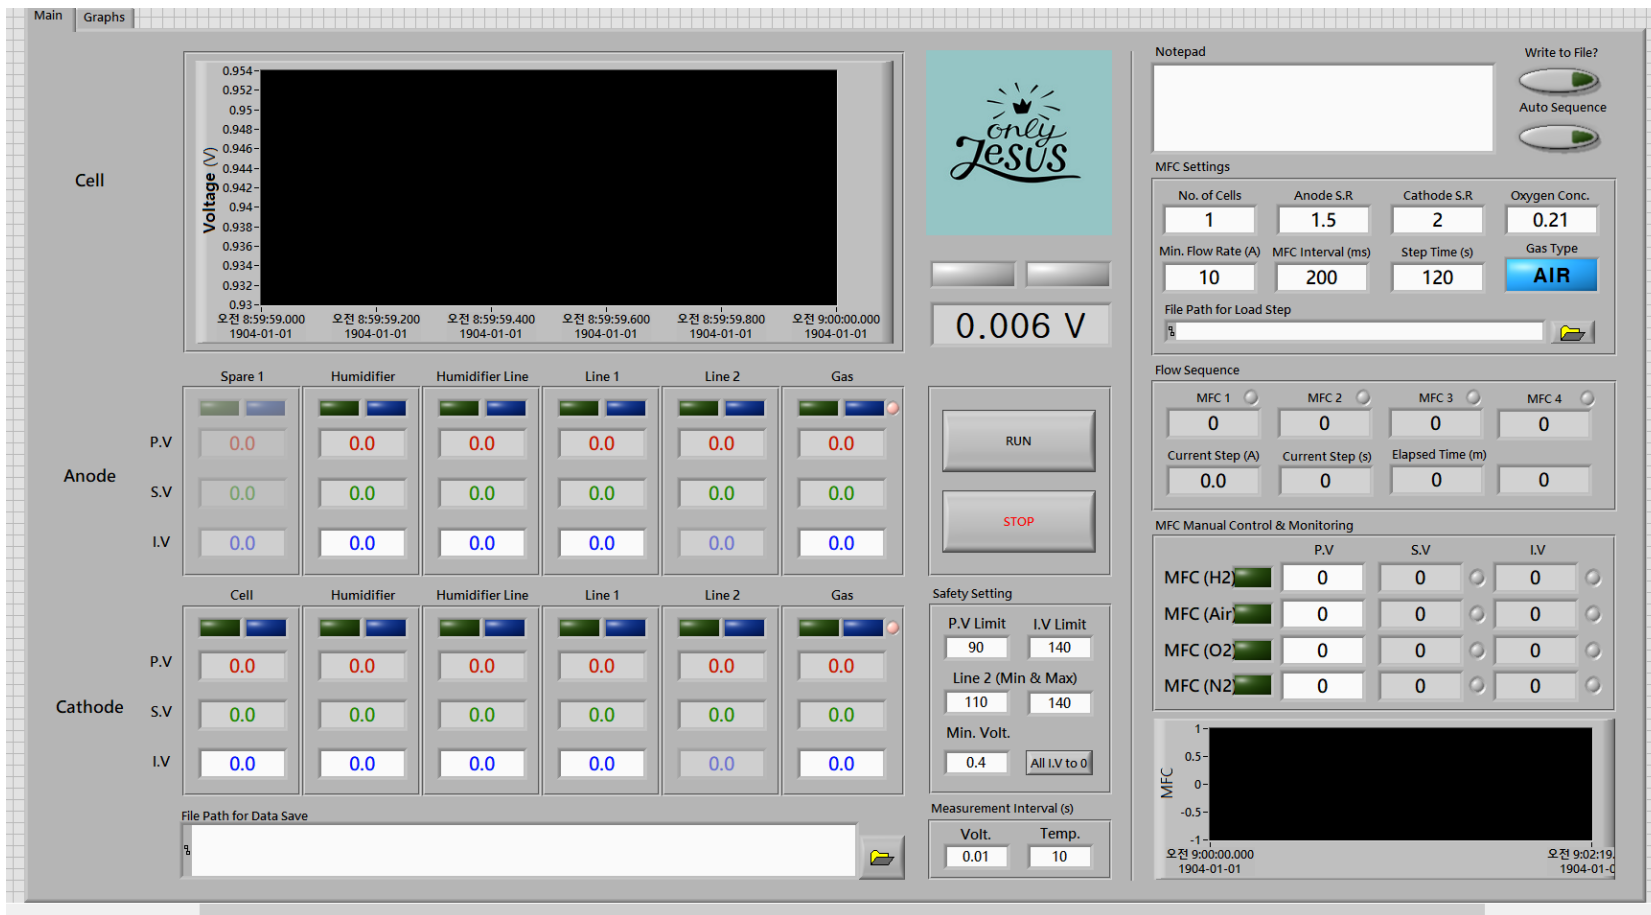 Main Graphs
Cell
Voltage (V)
0.954
0.952
0.95
0.948
0.946
0.944
0.942
0.94
0.938
0.936
0.934
0.932
0.93
오전 8:59:59.000 오전 8:59:59.200 오전 8:59:59.400 오전 8:59:59.600 오전 8:59:59.800 오전 9:00:00.000
1904-01-01 1904-01-01 1904-01-01 1904-01-01 1904-01-01 1904-01-01
only
Jesus
0.006 V
Spare 1 Humidifier Humidifier Line Line 1 Line 2 Gas
Anode
P.V 0.0 0.0 0.0 0.0 0.0 0.0
S.V 0.0 0.0 0.0 0.0 0.0 0.0
I.V 0.0 0.0 0.0 0.0 0.0 0.0
Cell Humidifier Humidifier Line Line 1 Line 2 Gas
Cathode
P.V 0.0 0.0 0.0 0.0 0.0 0.0
S.V 0.0 0.0 0.0 0.0 0.0 0.0
I.V 0.0 0.0 0.0 0.0 0.0 0.0
File Path for Data Save
RUN
STOP
Safety Setting
P.V Limit I.V Limit
90 140
Line 2 (Min & Max)
110 140
Min. Volt.
0.4 All I.V to 0
Measurement Interval (s)
Volt. Temp.
0.01 10
Notepad
Write to File?
Auto Sequence
MFC Settings
No. of Cells Anode S.R Cathode S.R Oxygen Conc.
1 1.5 2 0.21
Min. Flow Rate (A) MFC Interval (ms) Step Time (s) Gas Type
10 200 120 AIR
File Path for Load Step
Flow Sequence
MFC 1 MFC 2 MFC 3 MFC 4
0 0 0 0
Current Step (A) Current Step (s) Elapsed Time (m)
0.0 0 0 0
MFC Manual Control & Monitoring
P.V S.V I.V
MFC (H2) 0 0 0
MFC (Air) 0 0 0
MFC (O2) 0 0 0
MFC (N2) 0 0 0
MFC
1
0.5
0
-0.5
-1
오전 9:00:00.000 오전 9:02:19.
1904-01-01 1904-01-0